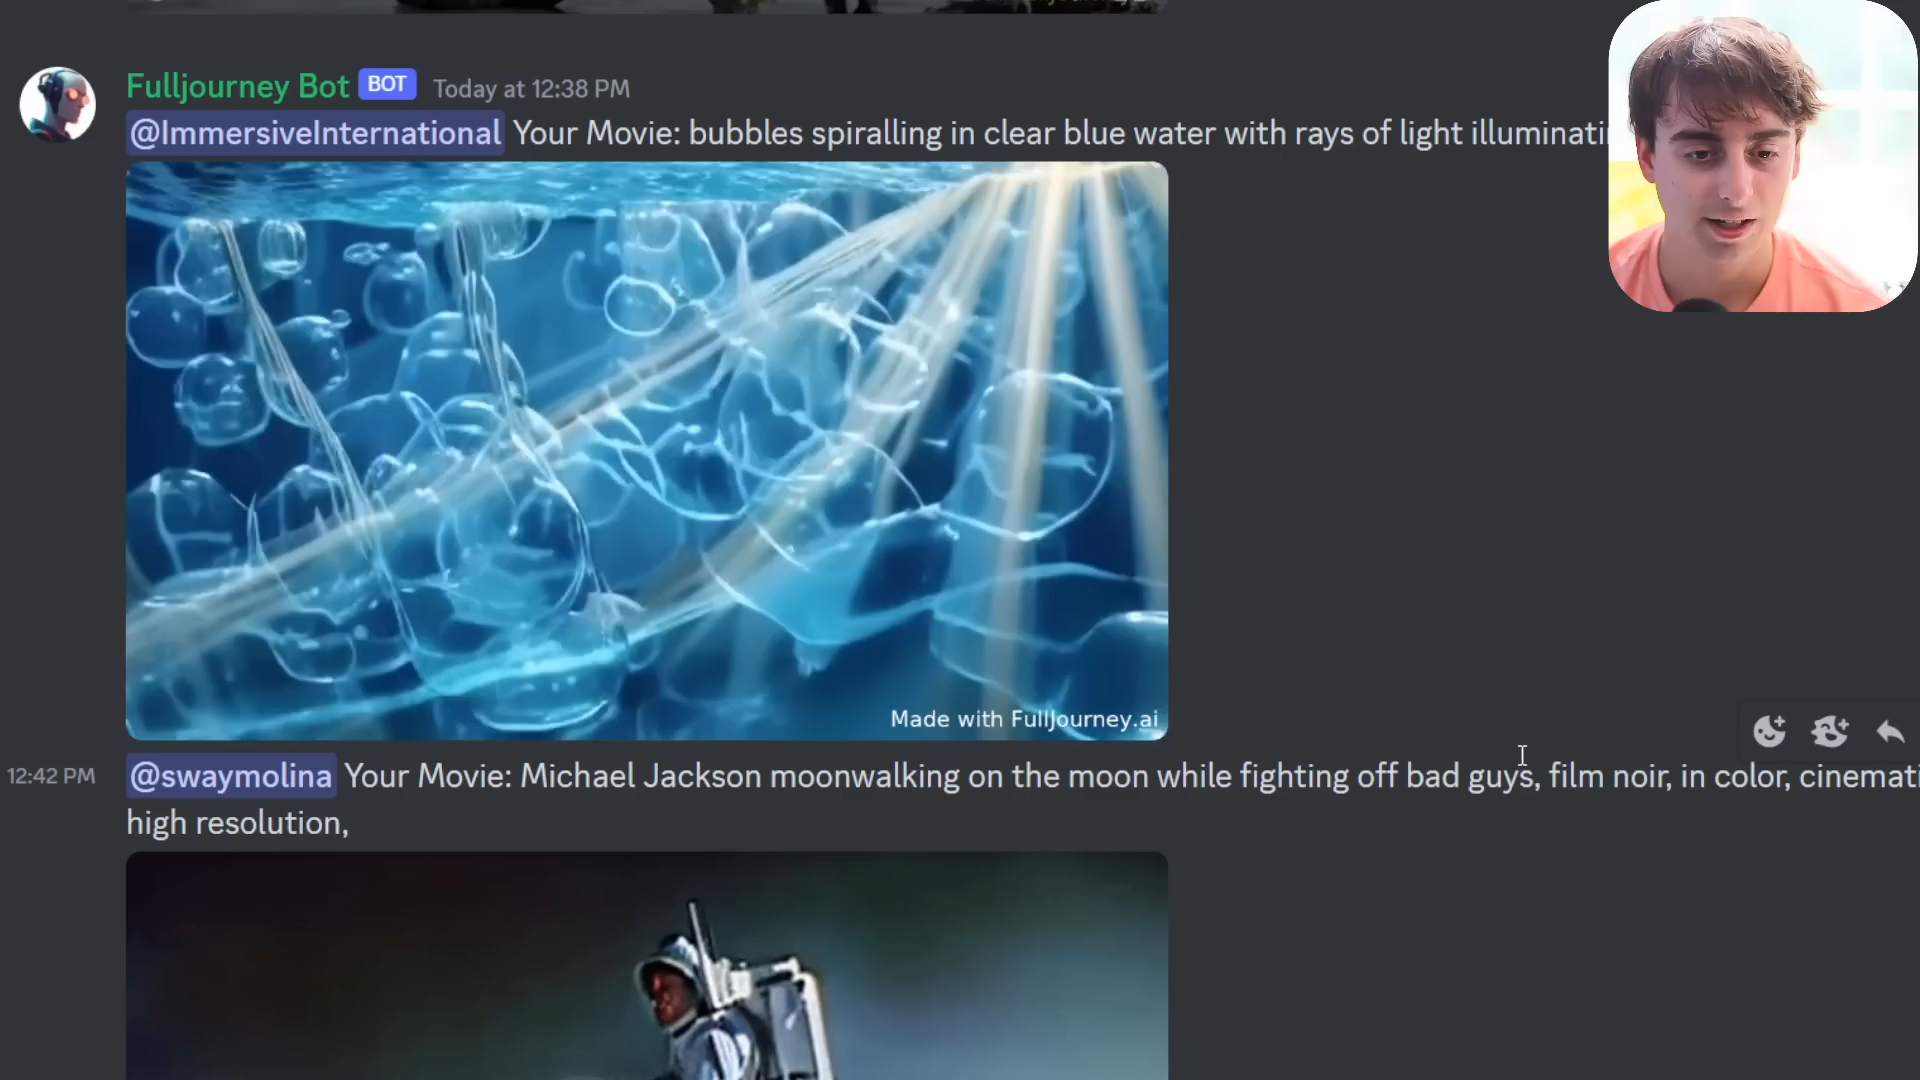 Fulljourney Bot BOT Today at 12:38 PM
@ImmersiveInternational Your Movie: bubbles spiralling in clear blue water with rays of light
Made with FullJourney.ai
12:42 PM @swaymolina Your Movie: Michael Jackson moonwalking on the moon while fighting off bad guys, film noir, in color,
high resolution,